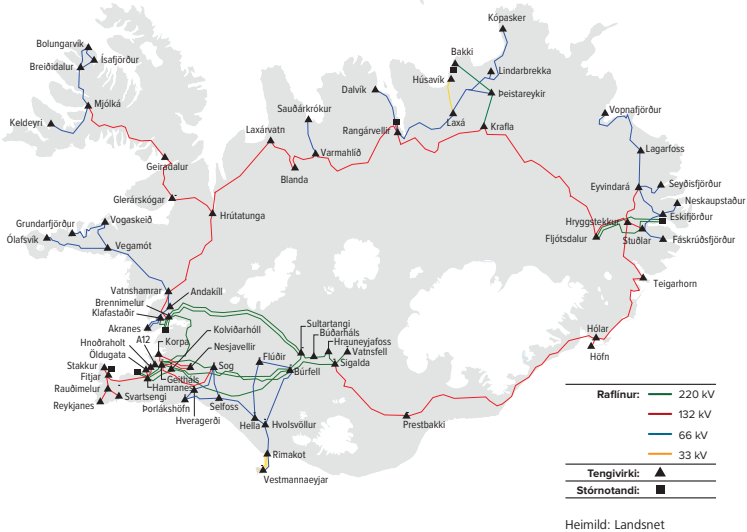 Kópasker
Bolungarvík
Ísafjörður
Breiðidalur
Bakki
Lindarbrekka
Húsavík
Dalvík
Þeistareykir
Mjólká
Sauðárkrókur
Vopnafjörður
Keldeyri
Laxá
Rangárvellir
Krafla
Laxárvatn
Varmahlíð
Lagarfoss
Geiradalur
Blanda
Eyvindará
Seyðisfjörður
Glerárskógar
Neskaupstaður
Hrútatunga
Grundarfjörður
Vogaskeið
Hryggstekkur
Eskifjörður
Ólafsvík
Vegamót
Fljótsdalur
Stuðlar
Fáskrúðsfjörður
Teigarhorn
Vatnshamrar
Andakíll
Brennimelur
Klafastaðir
Akranes
Kolviðarhóll
Sultartangi
Búðarháls
Hrauneyjafoss
Vatnsfell
Sigalda
Hnoðraholt
A12
Korpa
Öldugata
Nesjavellir
Hólar
Höfn
Stakkur
Fitjar
Geitháls
Sog
Flúðir
Búrfell
Rauðimelur
Hamranes
Svartsengi
Reykjanes
Þorlákshöfn
Selfoss
Hveragerði
Hella
Hvolsvöllur
Prestbakki
Rimakot
Vestmannaeyjar
Raflínur:
220 kV
132 kV
66 kV
33 kV
Tengivirki:
Stórnotandi:
Heimild: Landsnet